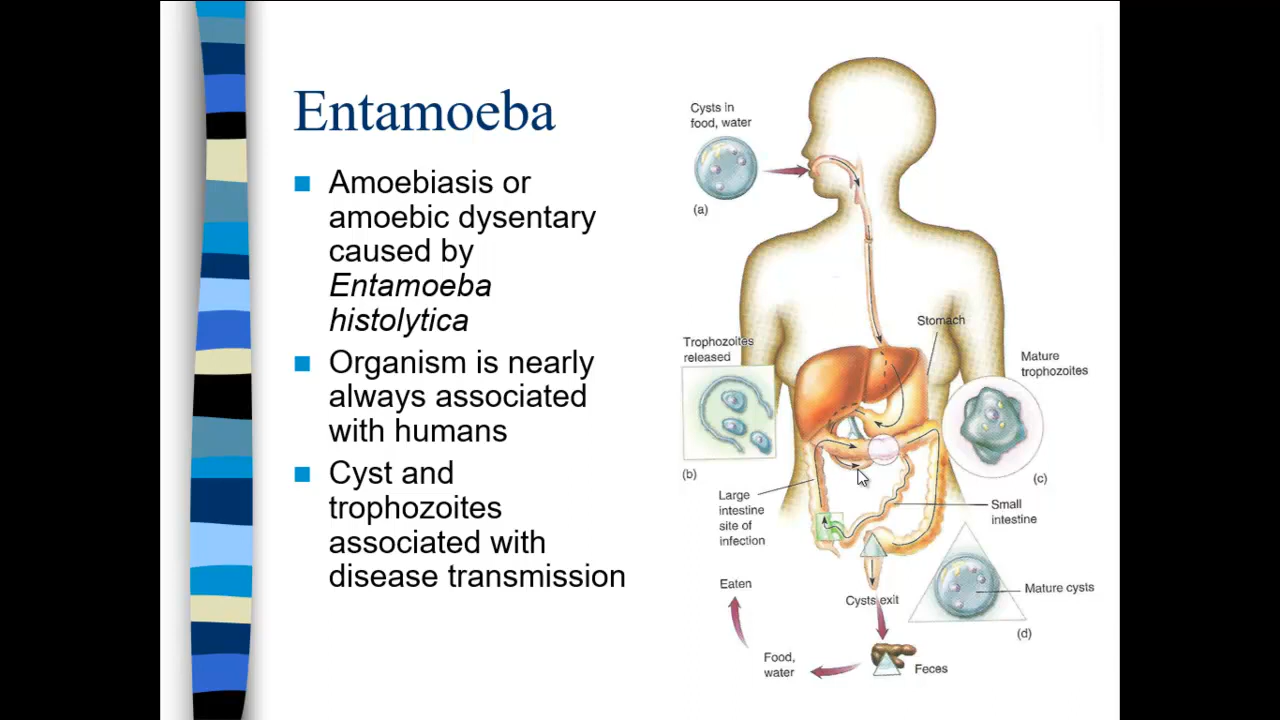 Entamoeba
Amoebiasis or
amoebic dysentary
caused by
Entamoeba
histolytica
Organism is nearly
always associated
with humans
Cyst and
trophozoites
associated with
disease transmission
Cysts in
food, water
(a)
Stomach
Trophozoites
released
(b)
Mature
trophozoites
(c)
Large
intestine
site of
infection
Small
intestine
Eaten
Cysts exit
Mature cysts
(d)
Food,
water
Feces